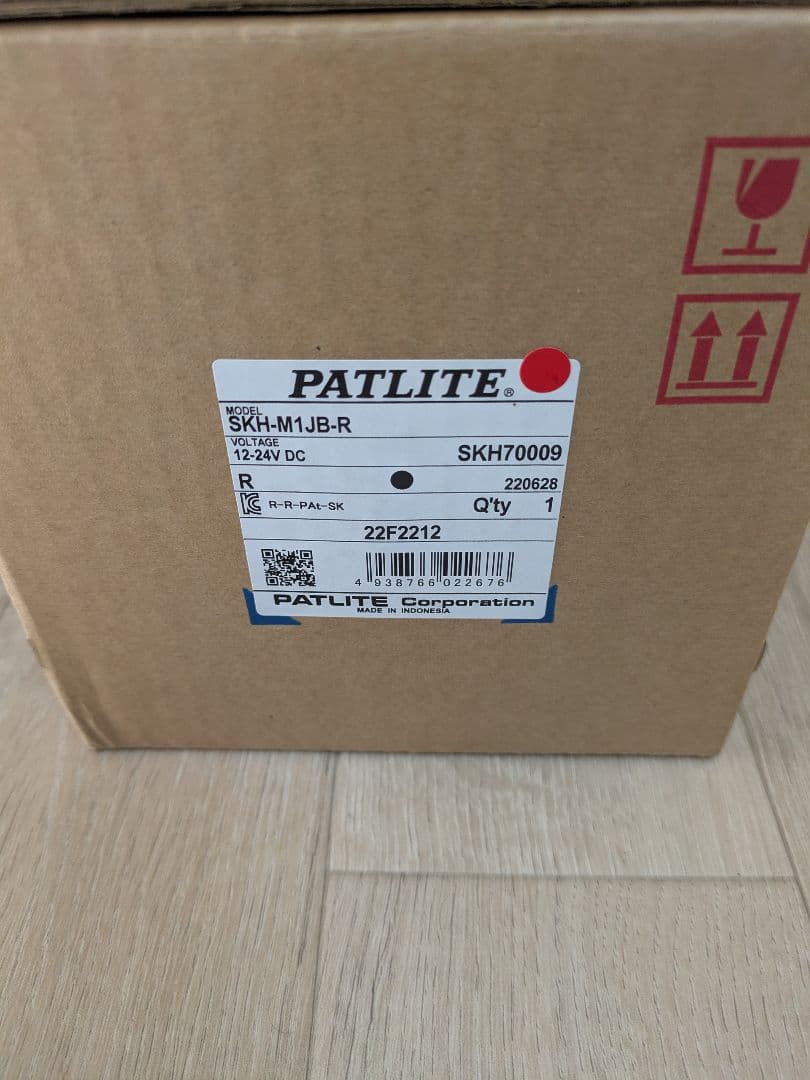 PATLITE®
MODEL
SKH-M1JB-R
VOLTAGE
12-24V DC
SKH70009
R
220628
R-R-PAt-SK
Q'ty 1
22F2212
4 938766 022676
PATLITE Corporation
MADE IN INDONESIA